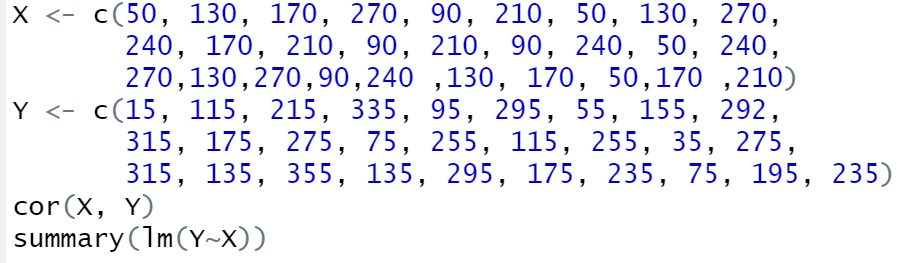 X <- c(50, 130, 170, 270, 90, 210, 50, 130, 270,
240, 170, 210, 90, 210, 90, 240, 50, 240,
270,130,270,90,240 ,130, 170, 50,170 ,210)
Y <- c(15, 115, 215, 335, 95, 295, 55, 155, 292,
315, 175, 275, 75, 255, 115, 255, 35, 275,
315, 135, 355, 135, 295, 175, 235, 75, 195, 235)
cor(X, Y)
summary(lm(Y~X))